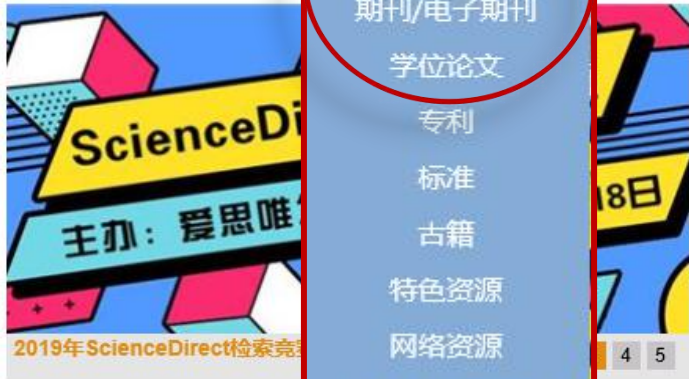 期刊/电子期刊
学位论文
专利
标准
古籍
特色资源
网络资源
ScienceDi
主办：爱思唯
18日
2019年ScienceDirect检索竞
4 5